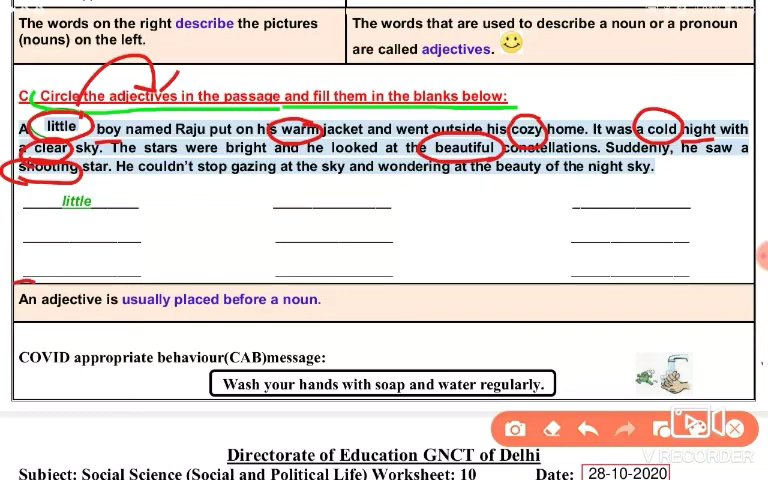 The words on the right describe the pictures
(nouns) on the left.
The words that are used to describe a noun or a pronoun
are called adjectives.
C. Circle the adjectives in the passage and fill them in the blanks below:
A little boy named Raju put on his warm jacket and went outside his cozy home. It was a cold night with
a clear sky. The stars were bright and he looked at the beautiful constellations. Suddenly, he saw a
shooting star. He couldn't stop gazing at the sky and wondering at the beauty of the night sky.
little
An adjective is usually placed before a noun.
COVID appropriate behaviour(CAB)message:
Wash your hands with soap and water regularly.
Directorate of Education GNCT of Delhi
Subject: Social Science (Social and Political Life) Worksheet: 10 Date: 28-10-2020
V RECORDER